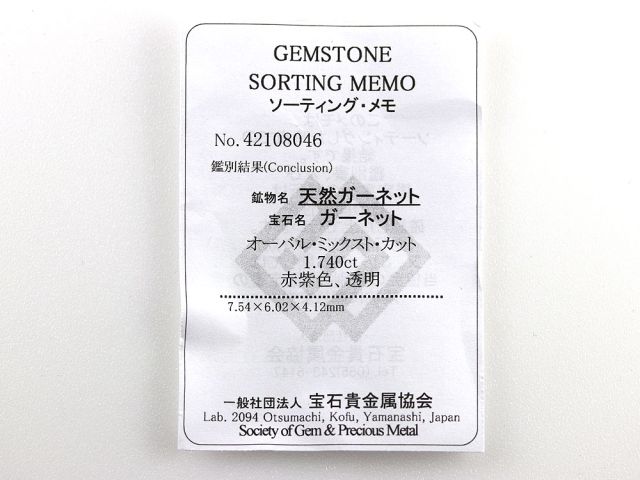 GEMSTONE
SORTING MEMO
ソーティング・メモ
No. 42108046
鑑別結果(Conclusion)
鉱物名 天然ガーネット
宝石名 ガーネット
オーバル・ミックスト・カット
1.740ct
赤紫色、透明
7.54×6.02×4.12mm
一般社団法人 宝石貴金属協会
Lab. 2094 Otsumachi, Kofu, Yamanashi, Japan
Society of Gem & Precious Metal